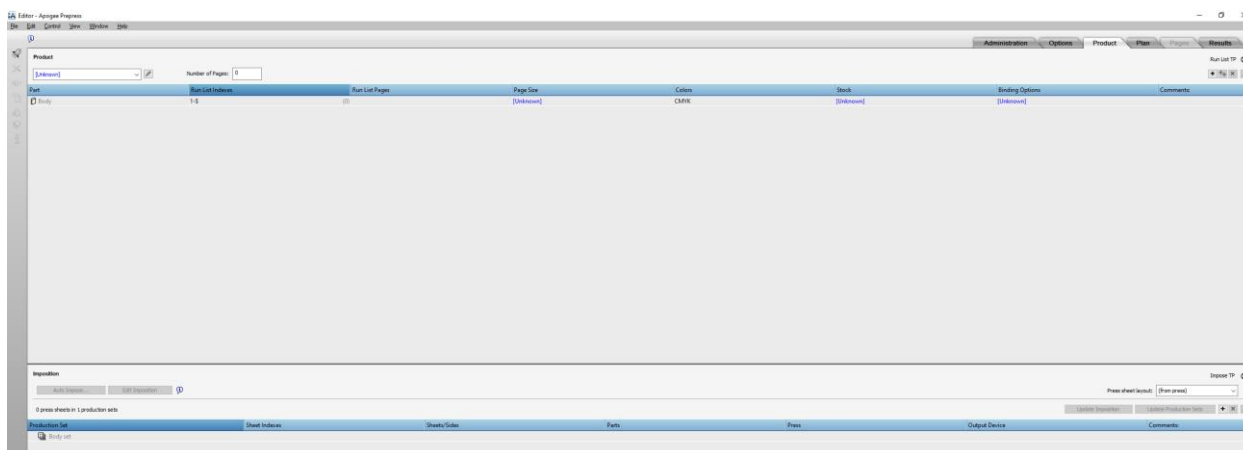 Editor - Apogee Prepress
File Edit Control View Window Help
Administration Options Product Plan Pages Results
Product
Run List TP
[Unknown] Number of Pages: 0
Part Run List Indexes Run List Pages Page Size Colors Stock Binding Options Comments
Body 1-5 (0) [Unknown] CMYK [Unknown] [Unknown]
Imposition
Impose TP
Auto Impose... Edit Imposition Press sheet layout: (from press)
0 press sheets in 1 production sets Update Imposition Update Production Sets
Production Set Sheet Indexes Sheets/Sides Parts Press Output Device Comments
Body set